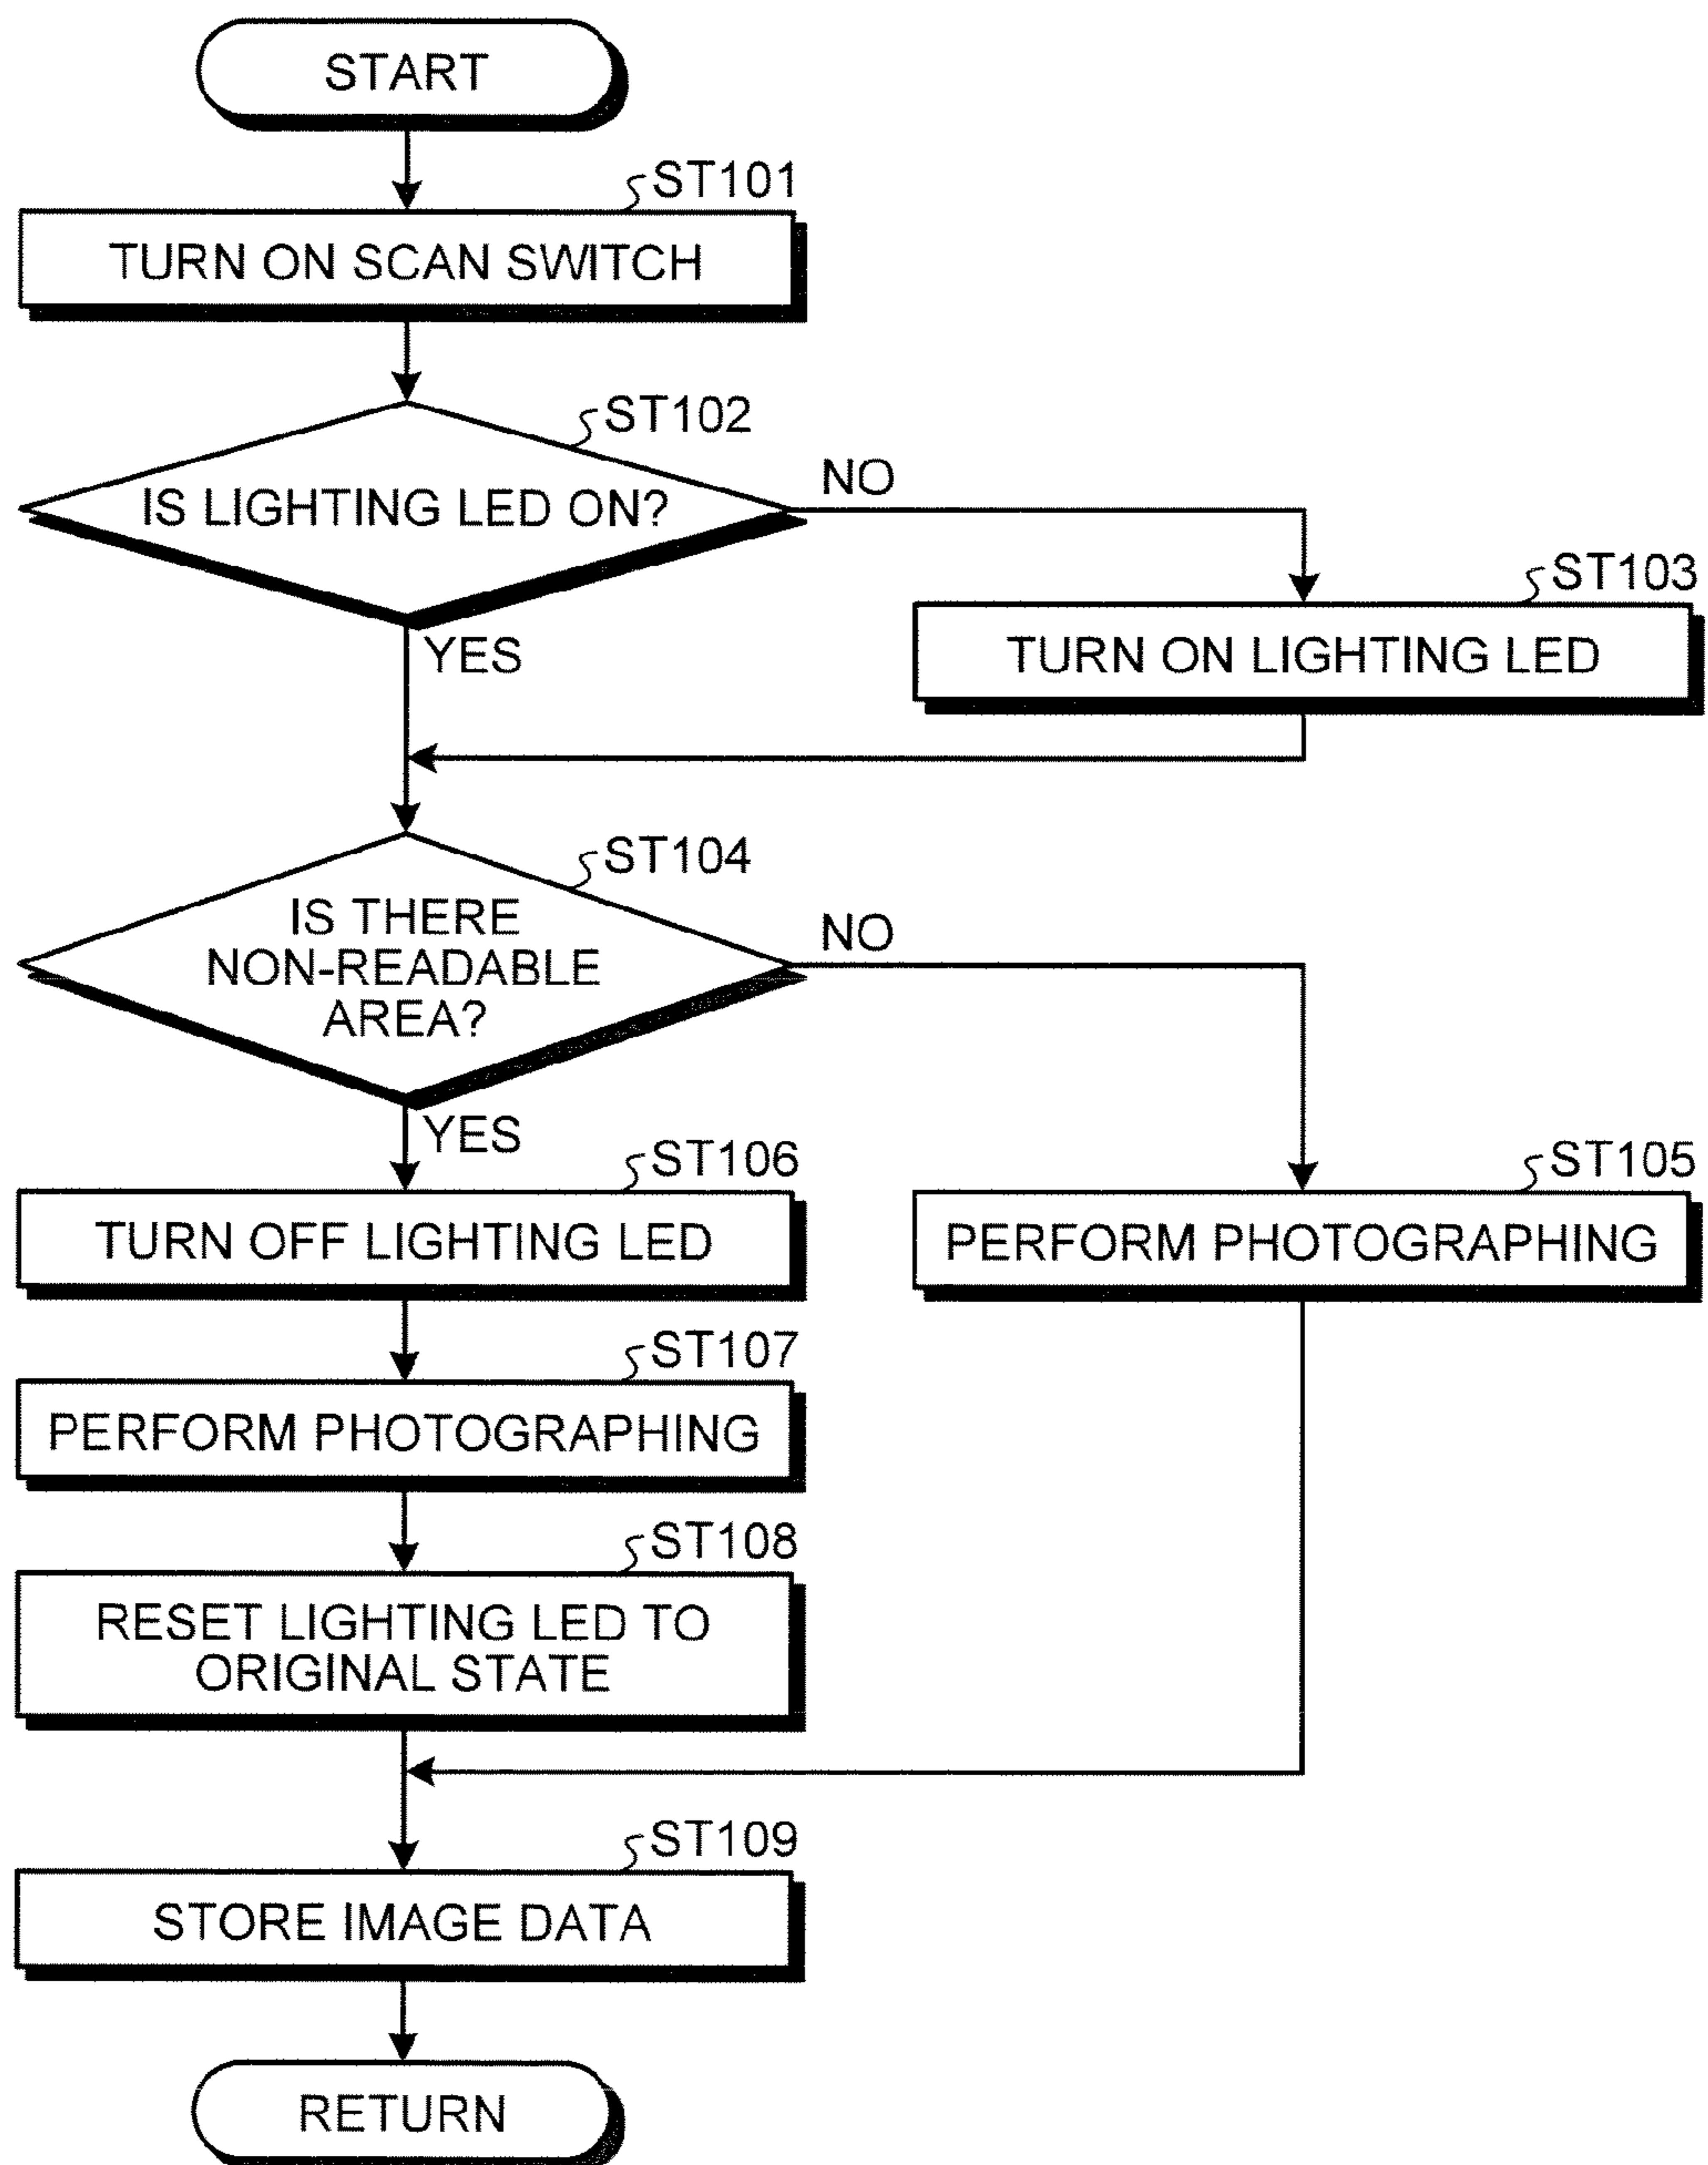 START
ST101
TURN ON SCAN SWITCH
ST102
IS LIGHTING LED ON?
NO
YES
ST103
TURN ON LIGHTING LED
ST104
IS THERE
NON-READABLE
AREA?
NO
YES
ST106
TURN OFF LIGHTING LED
ST105
PERFORM PHOTOGRAPHING
ST107
PERFORM PHOTOGRAPHING
ST108
RESET LIGHTING LED TO
ORIGINAL STATE
ST109
STORE IMAGE DATA
RETURN